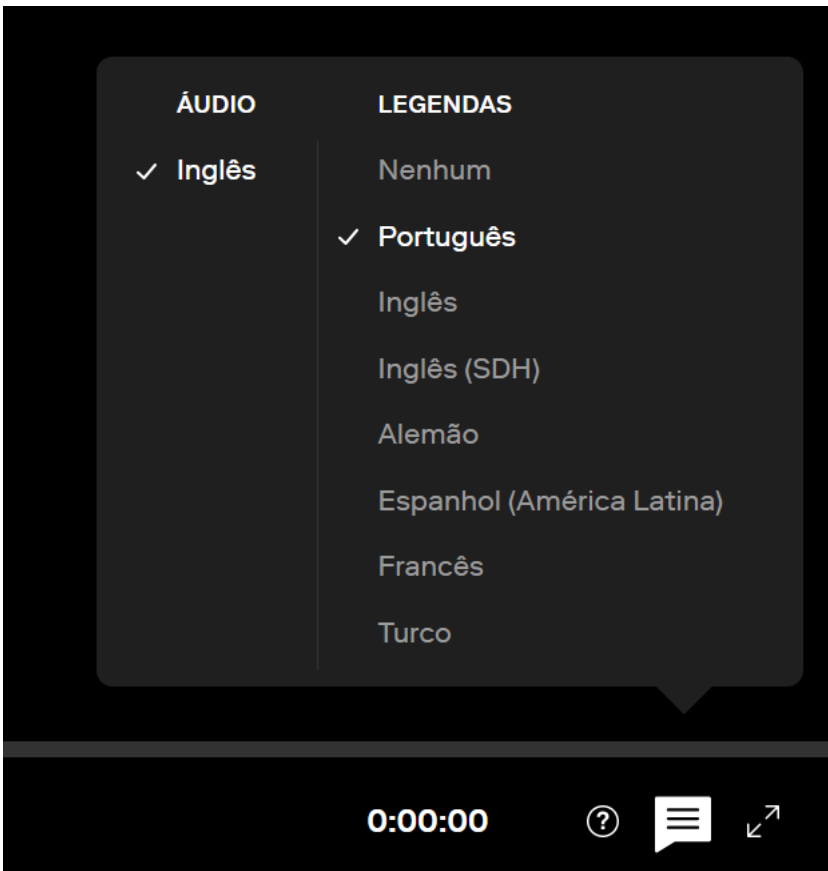 ÁUDIO
Inglês
LEGENDAS
Nenhum
Português
Inglês
Inglês (SDH)
Alemão
Espanhol (América Latina)
Francês
Turco
0:00:00
?